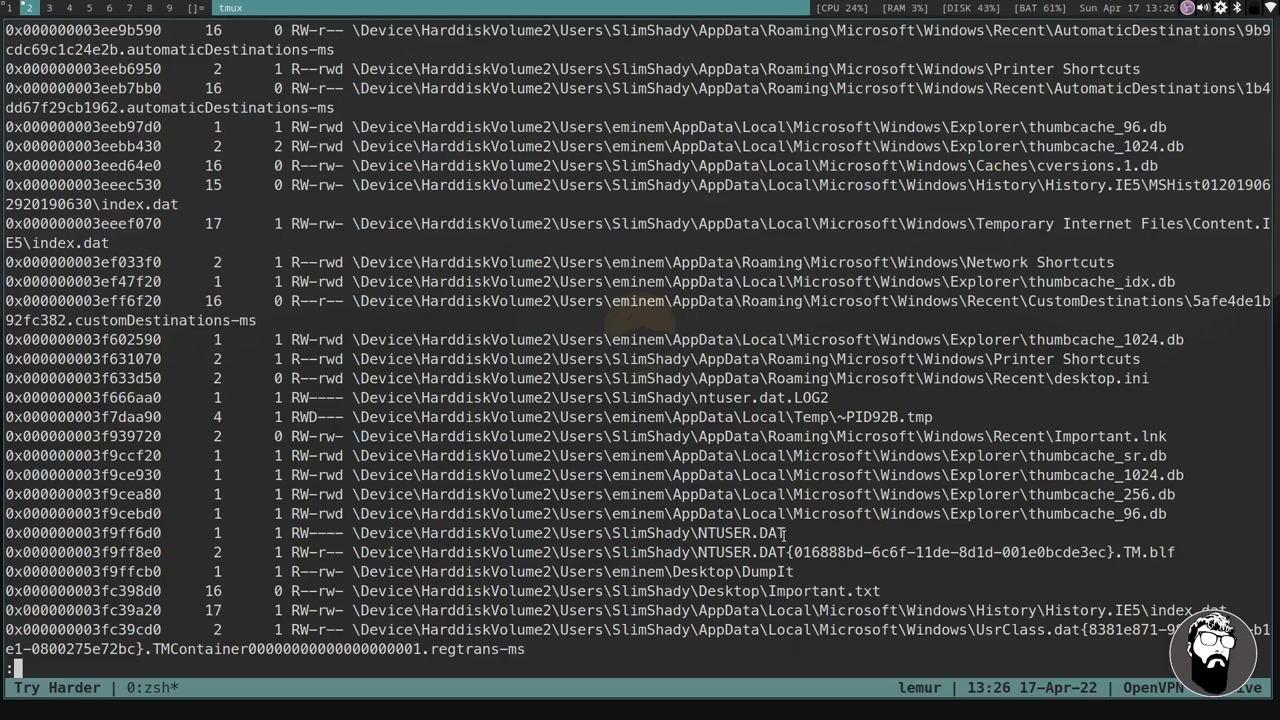 1 2 3 4 5 6 7 8 9 []= tmux [CPU 24%] [RAM 3%] [DISK 43%] [BAT 61%] Sun Apr 17 13:26
0x000000003ee9b590 16 0 RW-r-- \Device\HarddiskVolume2\Users\SlimShady\AppData\Roaming\Microsoft\Windows\Recent\AutomaticDestinations\9b9
cdc69c1c24e2b.automaticDestinations-ms
0x000000003eeb6950 2 1 R--rwd \Device\HarddiskVolume2\Users\SlimShady\AppData\Roaming\Microsoft\Windows\Printer Shortcuts
0x000000003eeb7bb0 16 0 RW-r-- \Device\HarddiskVolume2\Users\SlimShady\AppData\Roaming\Microsoft\Windows\Recent\AutomaticDestinations\1b4
dd67f29cb1962.automaticDestinations-ms
0x000000003eeb97d0 1 1 RW-rwd \Device\HarddiskVolume2\Users\eminem\AppData\Local\Microsoft\Windows\Explorer\thumbcache_96.db
0x000000003eebb430 2 2 RW-rwd \Device\HarddiskVolume2\Users\eminem\AppData\Local\Microsoft\Windows\Explorer\thumbcache_1024.db
0x000000003eed64e0 16 0 R--rw- \Device\HarddiskVolume2\Users\SlimShady\AppData\Local\Microsoft\Windows\Caches\cversions.1.db
0x000000003eeec530 15 0 RW-rw- \Device\HarddiskVolume2\Users\SlimShady\AppData\Local\Microsoft\Windows\History\History.IE5\MSHist01201906
2920190630\index.dat
0x000000003eeef070 17 1 RW-rw- \Device\HarddiskVolume2\Users\SlimShady\AppData\Local\Microsoft\Windows\Temporary Internet Files\Content.I
E5\index.dat
0x000000003ef033f0 2 1 R--rwd \Device\HarddiskVolume2\Users\eminem\AppData\Roaming\Microsoft\Windows\Network Shortcuts
0x000000003ef47f20 1 1 RW-rwd \Device\HarddiskVolume2\Users\eminem\AppData\Local\Microsoft\Windows\Explorer\thumbcache_idx.db
0x000000003eff6f20 16 0 R--r-- \Device\HarddiskVolume2\Users\eminem\AppData\Roaming\Microsoft\Windows\Recent\CustomDestinations\5afe4de1b
92fc382.customDestinations-ms
0x000000003f602590 1 1 RW-rwd \Device\HarddiskVolume2\Users\eminem\AppData\Local\Microsoft\Windows\Explorer\thumbcache_1024.db
0x000000003f631070 2 1 R--rwd \Device\HarddiskVolume2\Users\SlimShady\AppData\Roaming\Microsoft\Windows\Printer Shortcuts
0x000000003f633d50 2 0 R--rwd \Device\HarddiskVolume2\Users\SlimShady\AppData\Roaming\Microsoft\Windows\Recent\desktop.ini
0x000000003f666aa0 1 1 RW---- \Device\HarddiskVolume2\Users\SlimShady\ntuser.dat.LOG2
0x000000003f7daa90 4 1 RWD--- \Device\HarddiskVolume2\Users\eminem\AppData\Local\Temp\~PID92B.tmp
0x000000003f939720 2 0 RW-rw- \Device\HarddiskVolume2\Users\SlimShady\AppData\Roaming\Microsoft\Windows\Recent\Important.lnk
0x000000003f9ccf20 1 1 RW-rwd \Device\HarddiskVolume2\Users\eminem\AppData\Local\Microsoft\Windows\Explorer\thumbcache_sr.db
0x000000003f9ce930 1 1 RW-rwd \Device\HarddiskVolume2\Users\eminem\AppData\Local\Microsoft\Windows\Explorer\thumbcache_1024.db
0x000000003f9cea80 1 1 RW-rwd \Device\HarddiskVolume2\Users\eminem\AppData\Local\Microsoft\Windows\Explorer\thumbcache_256.db
0x000000003f9cebd0 1 1 RW-rwd \Device\HarddiskVolume2\Users\eminem\AppData\Local\Microsoft\Windows\Explorer\thumbcache_96.db
0x000000003f9ff6d0 1 1 RW---- \Device\HarddiskVolume2\Users\SlimShady\NTUSER.DAT
0x000000003f9ff8e0 2 1 RW-r-- \Device\HarddiskVolume2\Users\SlimShady\NTUSER.DAT{016888bd-6c6f-11de-8d1d-001e0bcde3ec}.TM.blf
0x000000003f9ffcb0 1 1 R--rw- \Device\HarddiskVolume2\Users\eminem\Desktop\DumpIt
0x000000003fc398d0 16 0 R--rw- \Device\HarddiskVolume2\Users\SlimShady\Desktop\Important.txt
0x000000003fc39a20 17 1 RW-rw- \Device\HarddiskVolume2\Users\SlimShady\AppData\Local\Microsoft\Windows\History\History.IE5\index.dat
0x000000003fc39cd0 2 1 RW-r-- \Device\HarddiskVolume2\Users\SlimShady\AppData\Local\Microsoft\Windows\UsrClass.dat{8381e871-9 -b1
e1-0800275e72bc}.TMContainer00000000000000000001.regtrans-ms
:
Try Harder | 0:zsh* lemur | 13:26 17-Apr-22 | OpenVPN